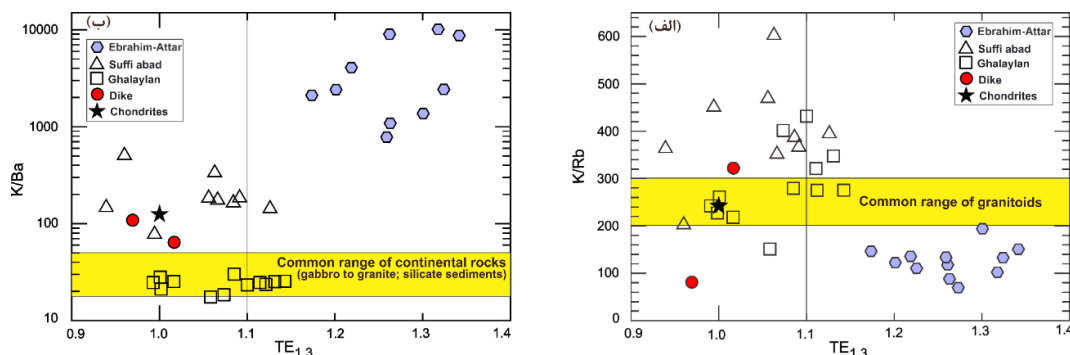 (ب)
K/Ba
10000
1000
100
10
Ebrahim-Attar
Suffi abad
Ghalaylan
Dike
Chondrites
Common range of continental rocks
(gabbro to granite; silicate sediments)
0.9 1.0 1.1 1.2 1.3 1.4
TE1.3
(الف)
K/Rb
600
500
400
300
200
100
0
Ebrahim-Attar
Suffi abad
Ghalaylan
Dike
Chondrites
Common range of granitoids
0.9 1.0 1.1 1.2 1.3 1.4
TE1.3